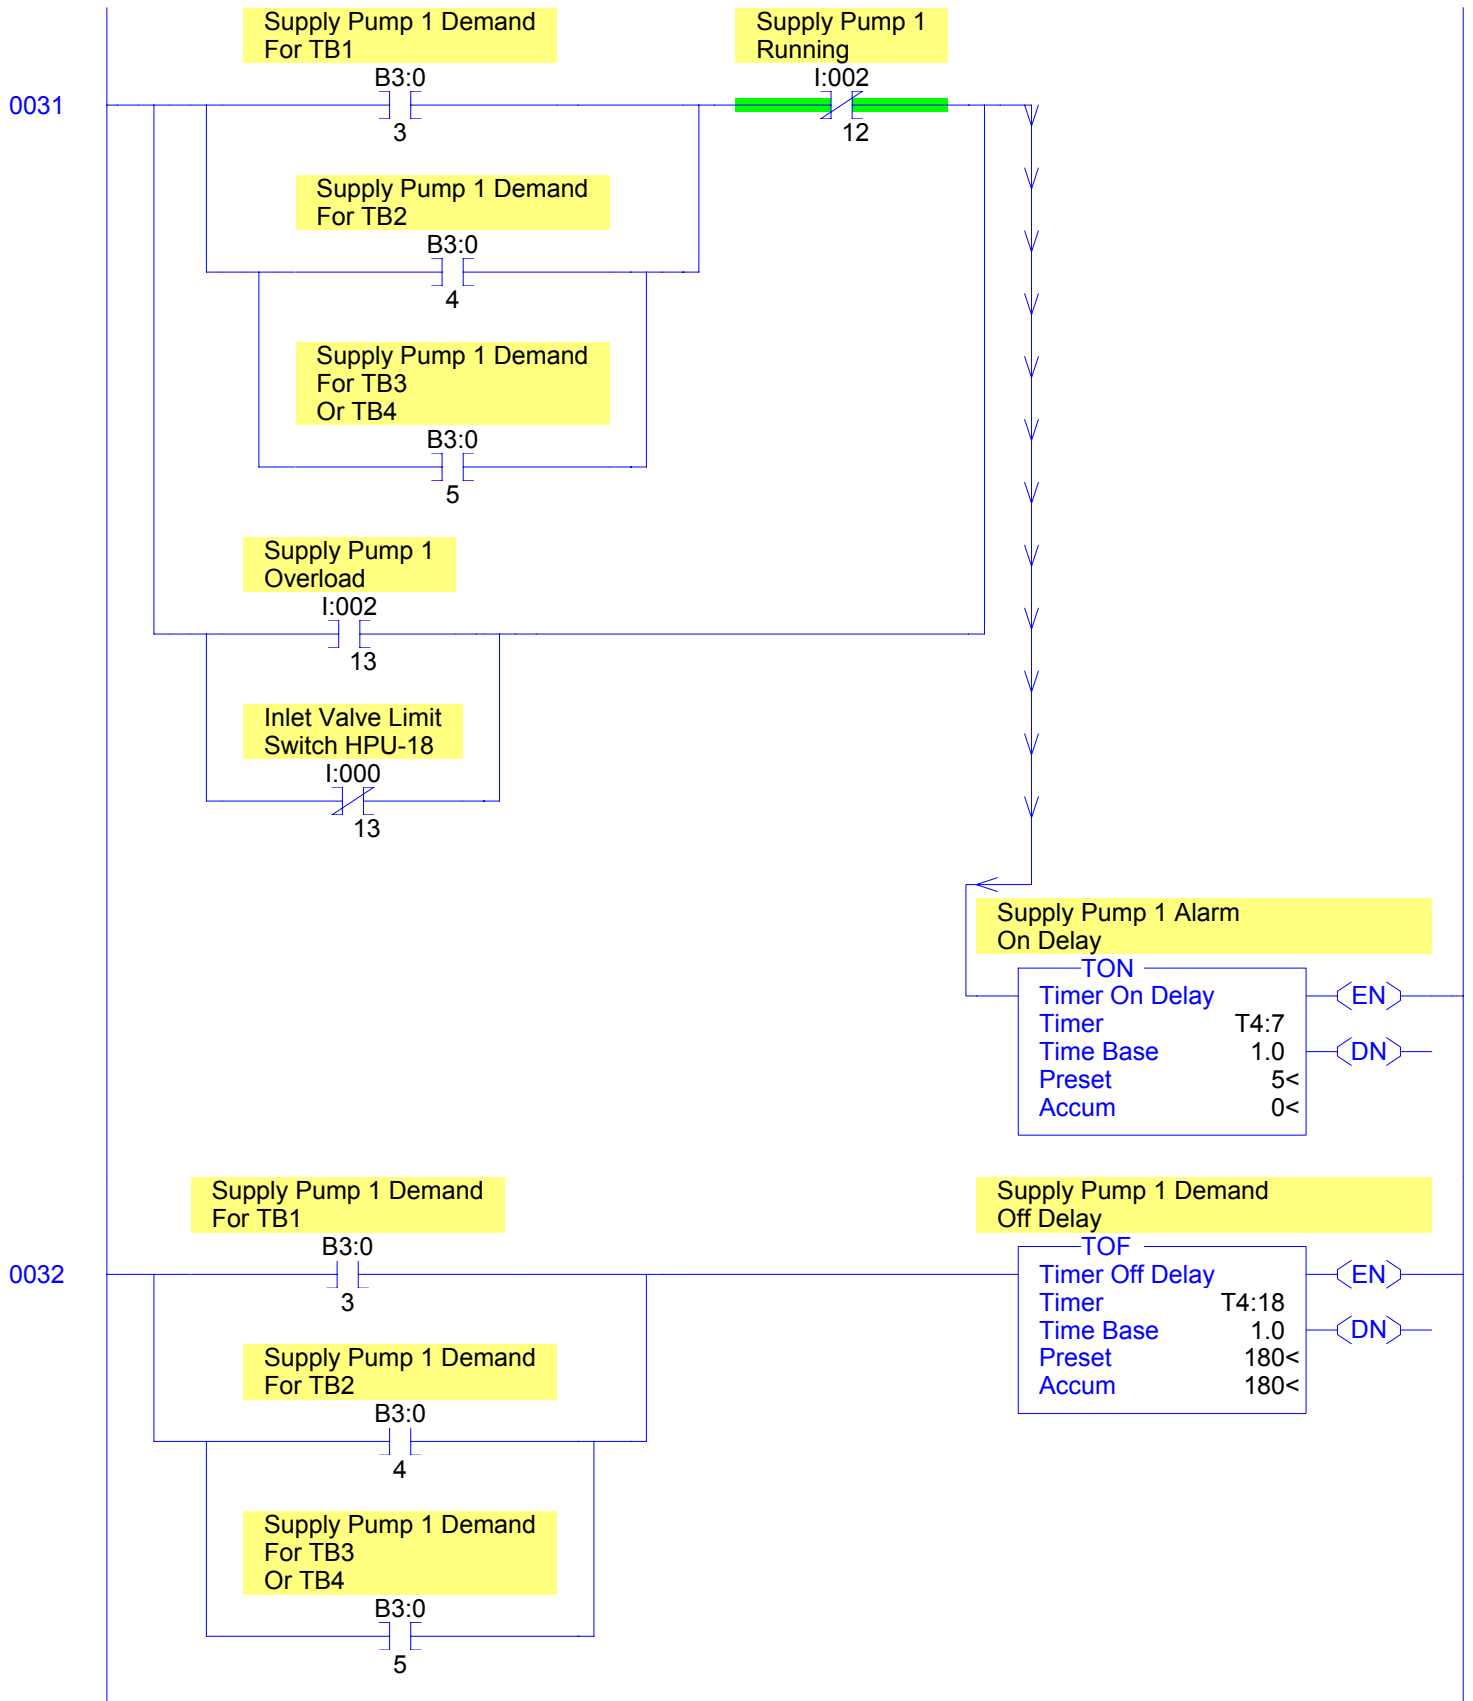 Supply Pump 1 Demand
For TB1
B3:0
3
Supply Pump 1
Running
I:002
12
0031
Supply Pump 1 Demand
For TB2
B3:0
4
Supply Pump 1 Demand
For TB3
Or TB4
B3:0
5
Supply Pump 1
Overload
I:002
13
Inlet Valve Limit
Switch HPU-18
I:000
13
Supply Pump 1 Alarm
On Delay
TON
Timer On Delay
Timer T4:7
Time Base 1.0
Preset 5<
Accum 0<
EN
DN
Supply Pump 1 Demand
For TB1
B3:0
3
0032
Supply Pump 1 Demand
Off Delay
TOF
Timer Off Delay
Timer T4:18
Time Base 1.0
Preset 180<
Accum 180<
EN
DN
Supply Pump 1 Demand
For TB2
B3:0
4
Supply Pump 1 Demand
For TB3
Or TB4
B3:0
5